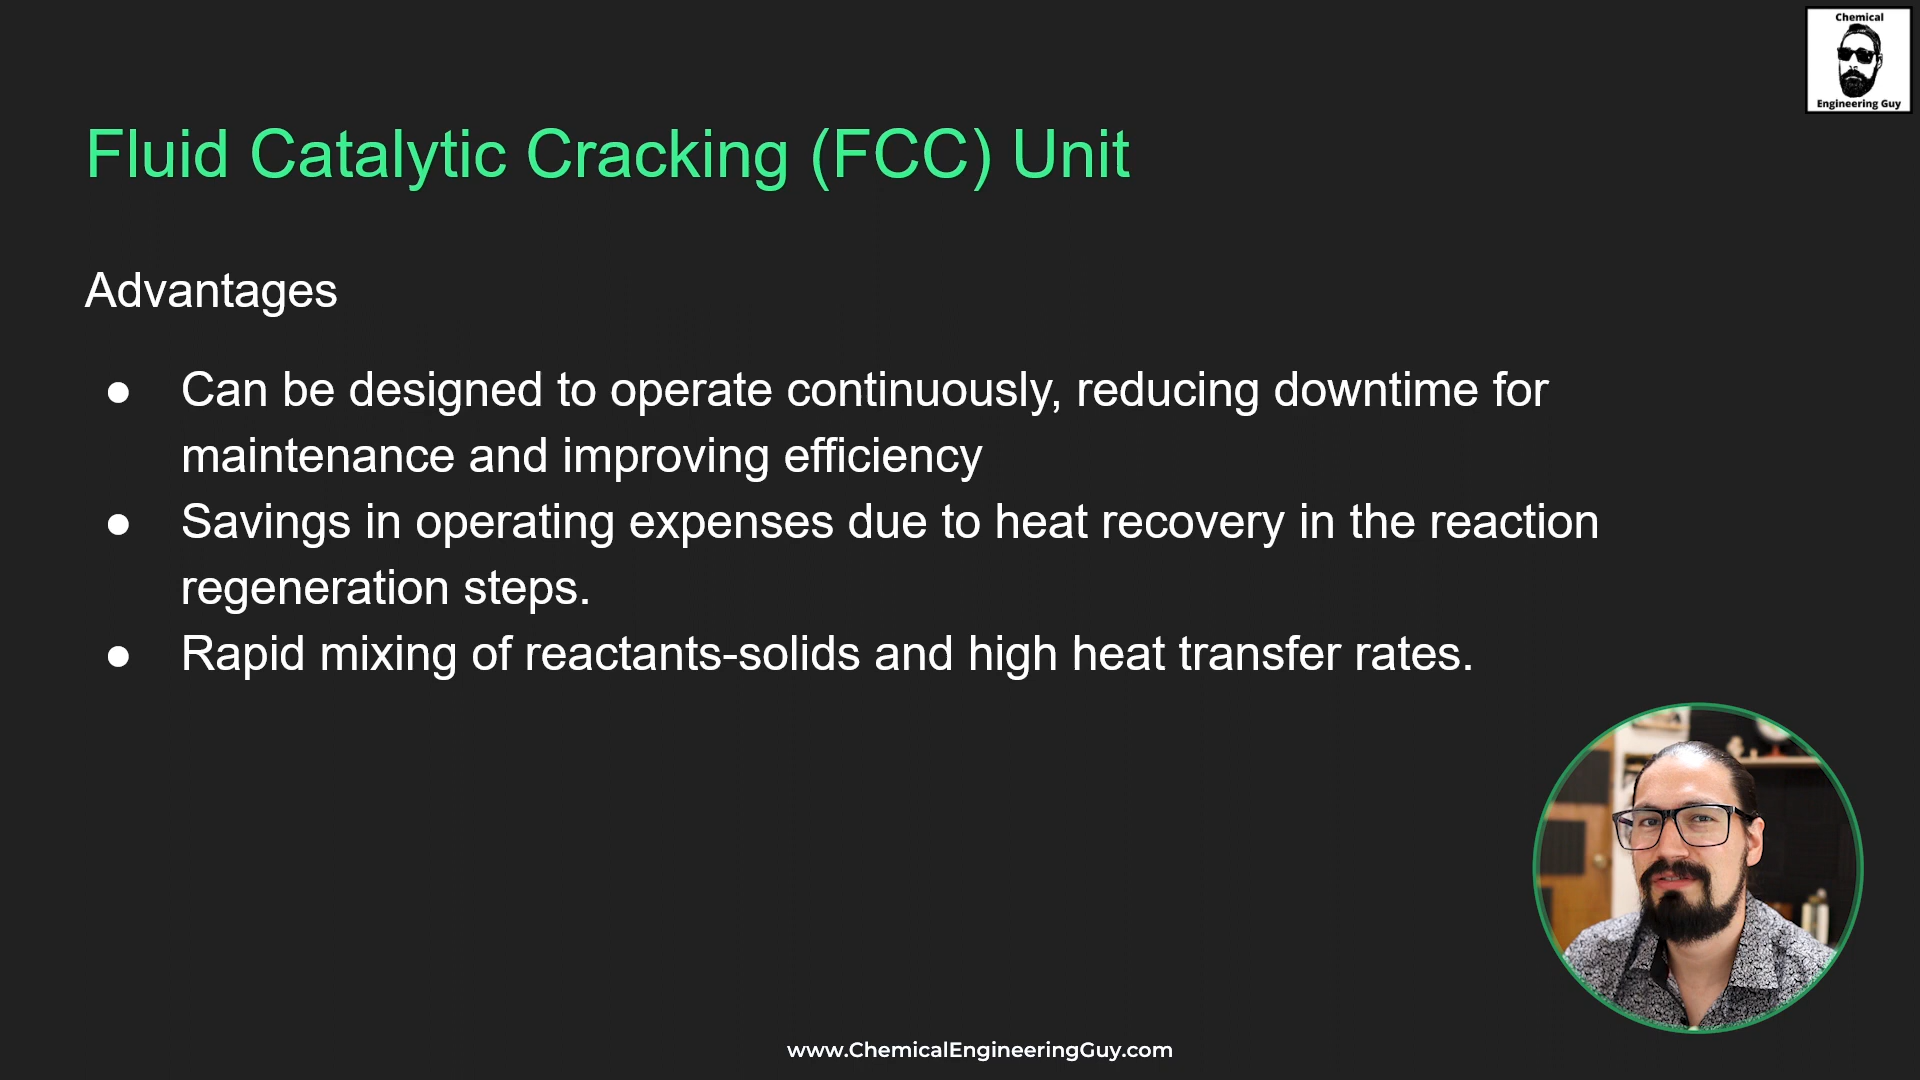 Chemical
Engineering Guy
Fluid Catalytic Cracking (FCC) Unit
Advantages
● Can be designed to operate continuously, reducing downtime for
maintenance and improving efficiency
● Savings in operating expenses due to heat recovery in the reaction
regeneration steps.
● Rapid mixing of reactants-solids and high heat transfer rates.
www.ChemicalEngineeringGuy.com